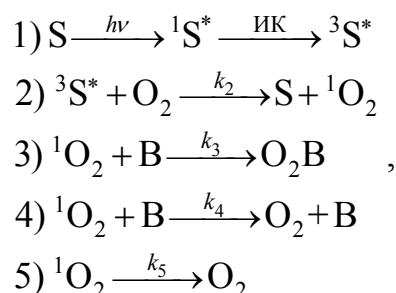 1) S —hν→ ¹S* —ИК→ ³S*
2) ³S* + O₂ —k₂→ S + ¹O₂
3) ¹O₂ + B —k₃→ O₂B ,
4) ¹O₂ + B —k₄→ O₂ + B
5) ¹O₂ —k₅→ O₂